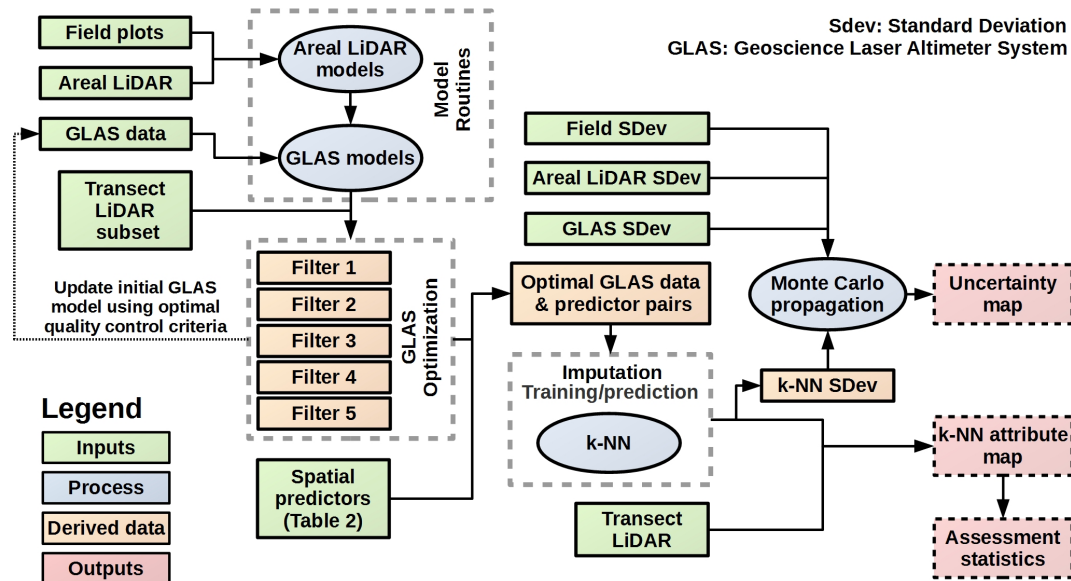 Sdev: Standard Deviation
GLAS: Geoscience Laser Altimeter System
Field plots
Areal LiDAR
GLAS data
Transect
LiDAR
subset
Areal LiDAR
models
GLAS models
Model
Routines
Update initial GLAS
model using optimal
quality control criteria
Filter 1
Filter 2
Filter 3
Filter 4
Filter 5
GLAS
Optimization
Spatial
predictors
(Table 2)
Field SDev
Areal LiDAR SDev
GLAS SDev
Optimal GLAS data
& predictor pairs
Imputation
Training/prediction
k-NN
Transect
LiDAR
Monte Carlo
propagation
k-NN SDev
Uncertainty
map
k-NN attribute
map
Assessment
statistics
Legend
Inputs
Process
Derived data
Outputs